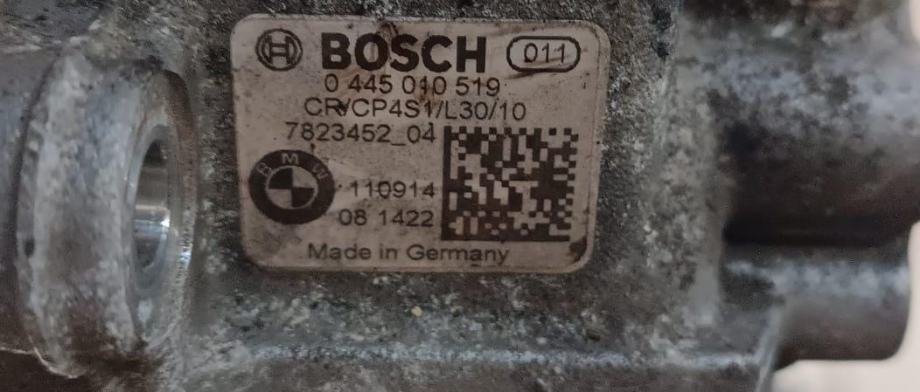 BOSCH 011
0 445 010 519
CR/CP4S1/L30/10
7823452_04
BMW
110914
08 1422
Made in Germany